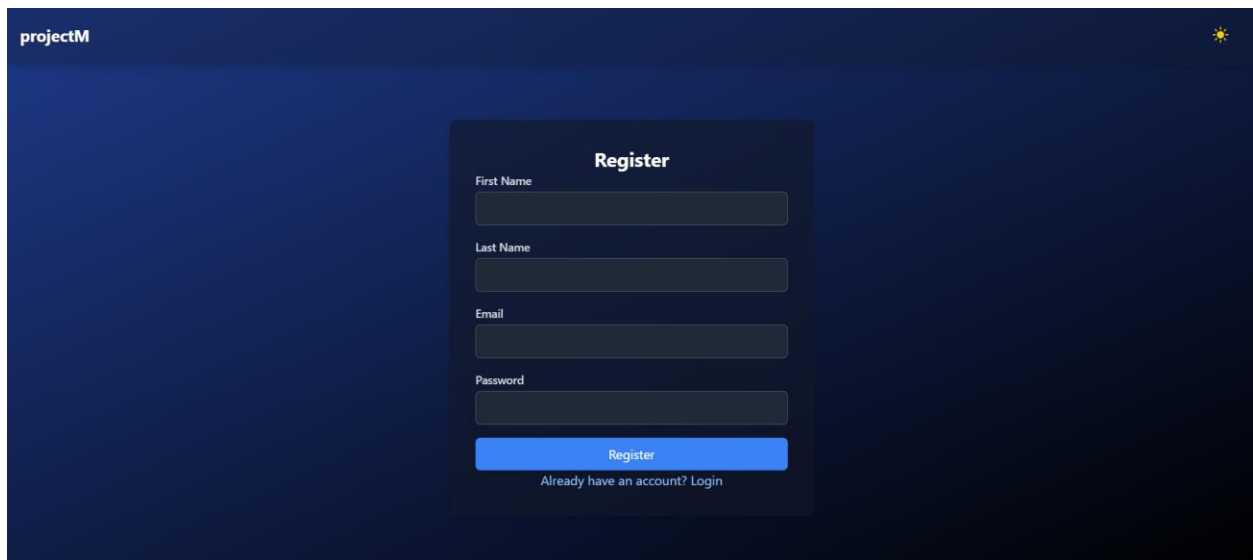 projectM
Register
First Name
Last Name
Email
Password
Register
Already have an account? Login